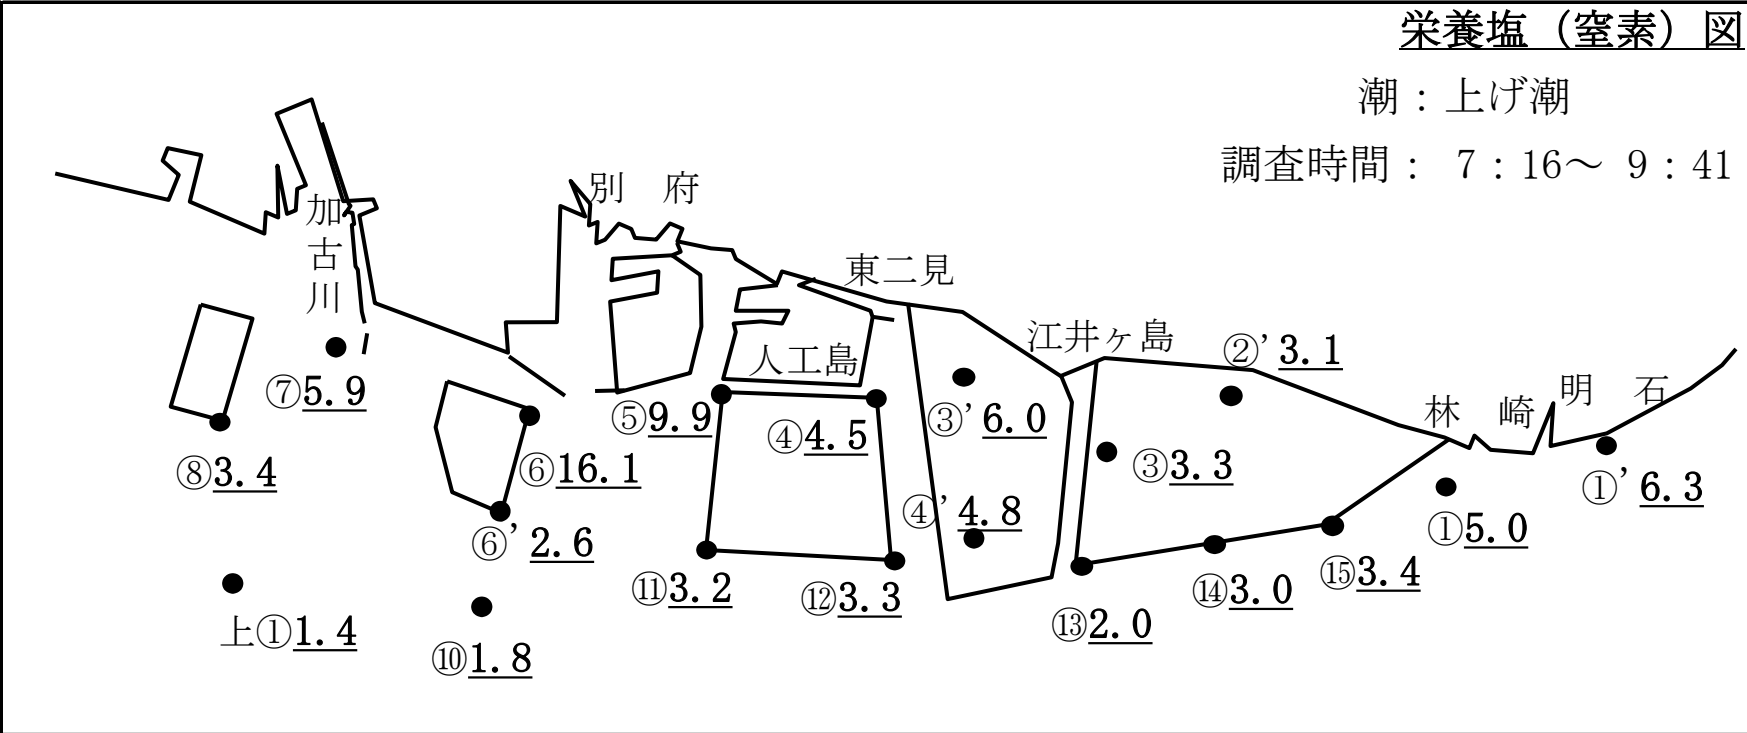 栄養塩（窒素）図
潮：上げ潮
調査時間： 7：16～ 9：41
加古川
別 府
東二見
人工島
江井ヶ島
林 崎
明 石
②' 3.1
⑦5.9
⑤9.9
④4.5
③' 6.0
③3.3
⑧3.4
⑥16.1
④' 4.8
①' 6.3
⑥' 2.6
①5.0
⑪3.2
⑫3.3
⑭3.0
⑮3.4
上①1.4
⑩1.8
⑬2.0